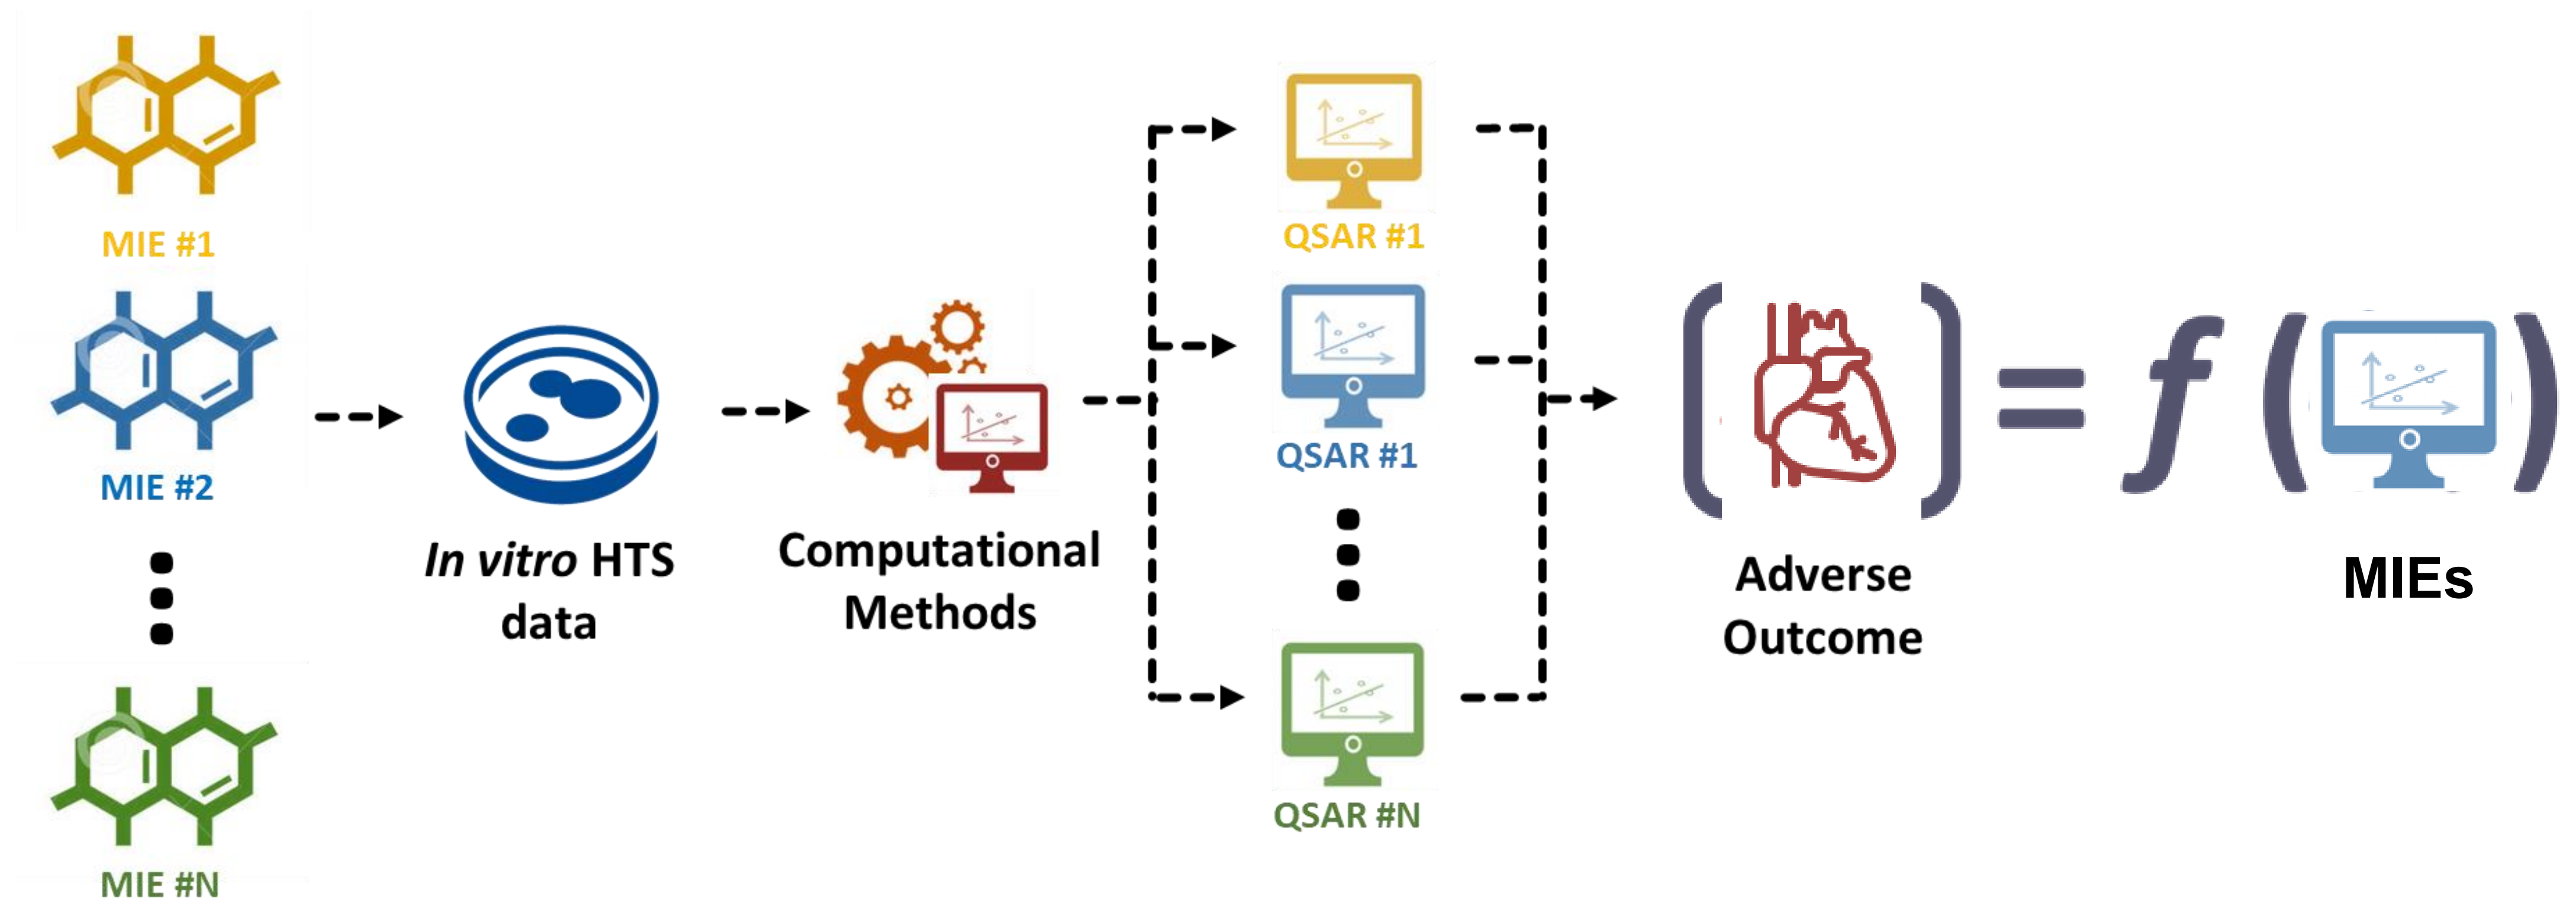 MIE #1
MIE #2
MIE #N
In vitro HTS
data
Computational
Methods
QSAR #1
QSAR #1
QSAR #N
Adverse
Outcome
= f ( )
MIEs